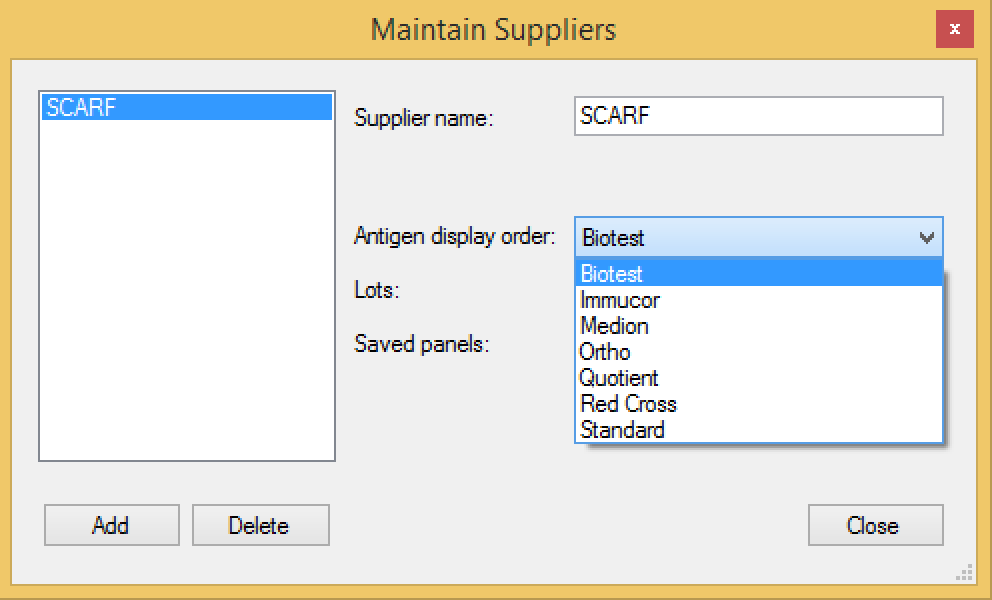 Maintain Suppliers
x
SCARF
Supplier name:
SCARF
Antigen display order:
Biotest
Biotest
Immucor
Medion
Ortho
Quotient
Red Cross
Standard
Lots:
Saved panels:
Add
Delete
Close